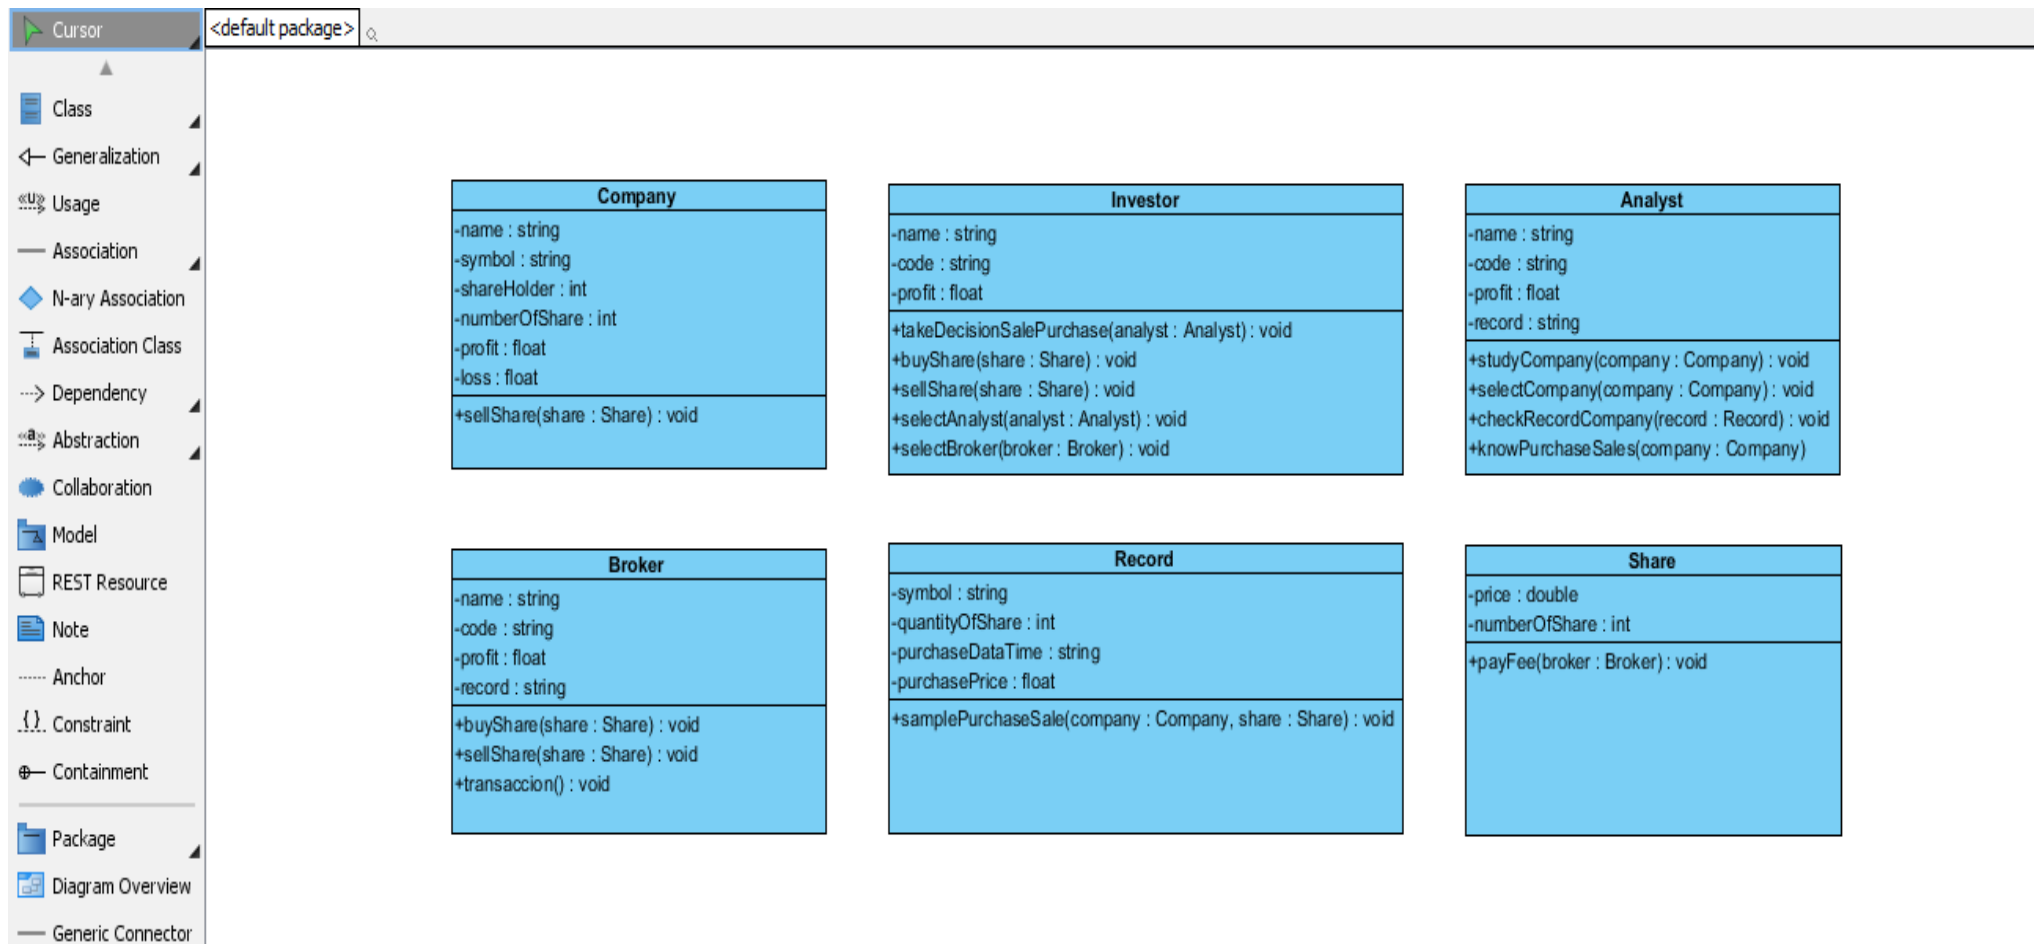 Cursor
<default package>
Class
Generalization
«U» Usage
Association
N-ary Association
Association Class
Dependency
«a» Abstraction
Collaboration
Model
REST Resource
Note
Anchor
{ } Constraint
Containment
Package
Diagram Overview
Generic Connector
Company
-name : string
-symbol : string
-shareHolder : int
-numberOfShare : int
-profit : float
-loss : float
+sellShare(share : Share) : void
Investor
-name : string
-code : string
-profit : float
+takeDecisionSalePurchase(analyst : Analyst) : void
+buyShare(share : Share) : void
+sellShare(share : Share) : void
+selectAnalyst(analyst : Analyst) : void
+selectBroker(broker : Broker) : void
Analyst
-name : string
-code : string
-profit : float
-record : string
+studyCompany(company : Company) : void
+selectCompany(company : Company) : void
+checkRecordCompany(record : Record) : void
+knowPurchaseSales(company : Company)
Broker
-name : string
-code : string
-profit : float
-record : string
+buyShare(share : Share) : void
+sellShare(share : Share) : void
+transaccion() : void
Record
-symbol : string
-quantityOfShare : int
-purchaseDataTime : string
-purchasePrice : float
+samplePurchaseSale(company : Company, share : Share) : void
Share
-price : double
-numberOfShare : int
+payFee(broker : Broker) : void